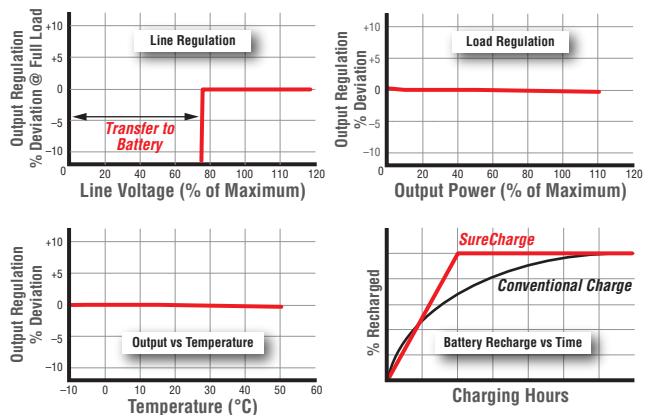 Output Regulation
% Deviation @ Full Load
+10
+5
0
–5
–10
Line Regulation
Transfer to
Battery
0 20 40 60 80 100 120
Line Voltage (% of Maximum)
Output Regulation
% Deviation
+10
+5
0
–5
–10
Load Regulation
0 20 40 60 80 100 120
Output Power (% of Maximum)
Output Regulation
% Deviation
+10
+5
0
–5
–10
Output vs Temperature
–10 0 10 20 30 40 50 60
Temperature (°C)
% Recharged
SureCharge
Conventional Charge
Battery Recharge vs Time
Charging Hours